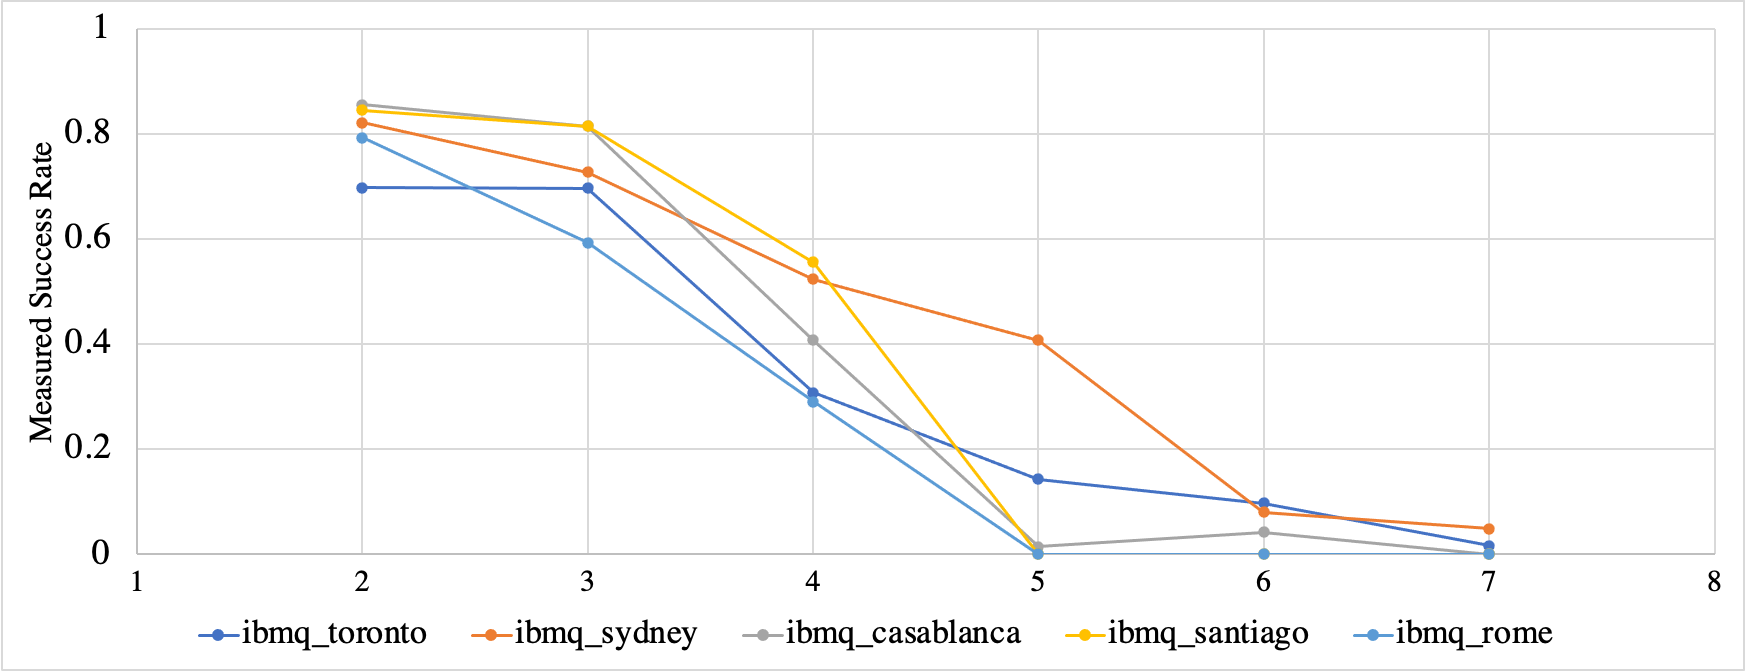 1
0.8
0.6
0.4
0.2
0
Measured Success Rate
1 2 3 4 5 6 7 8
ibmq_toronto ibmq_sydney ibmq_casablanca ibmq_santiago ibmq_rome